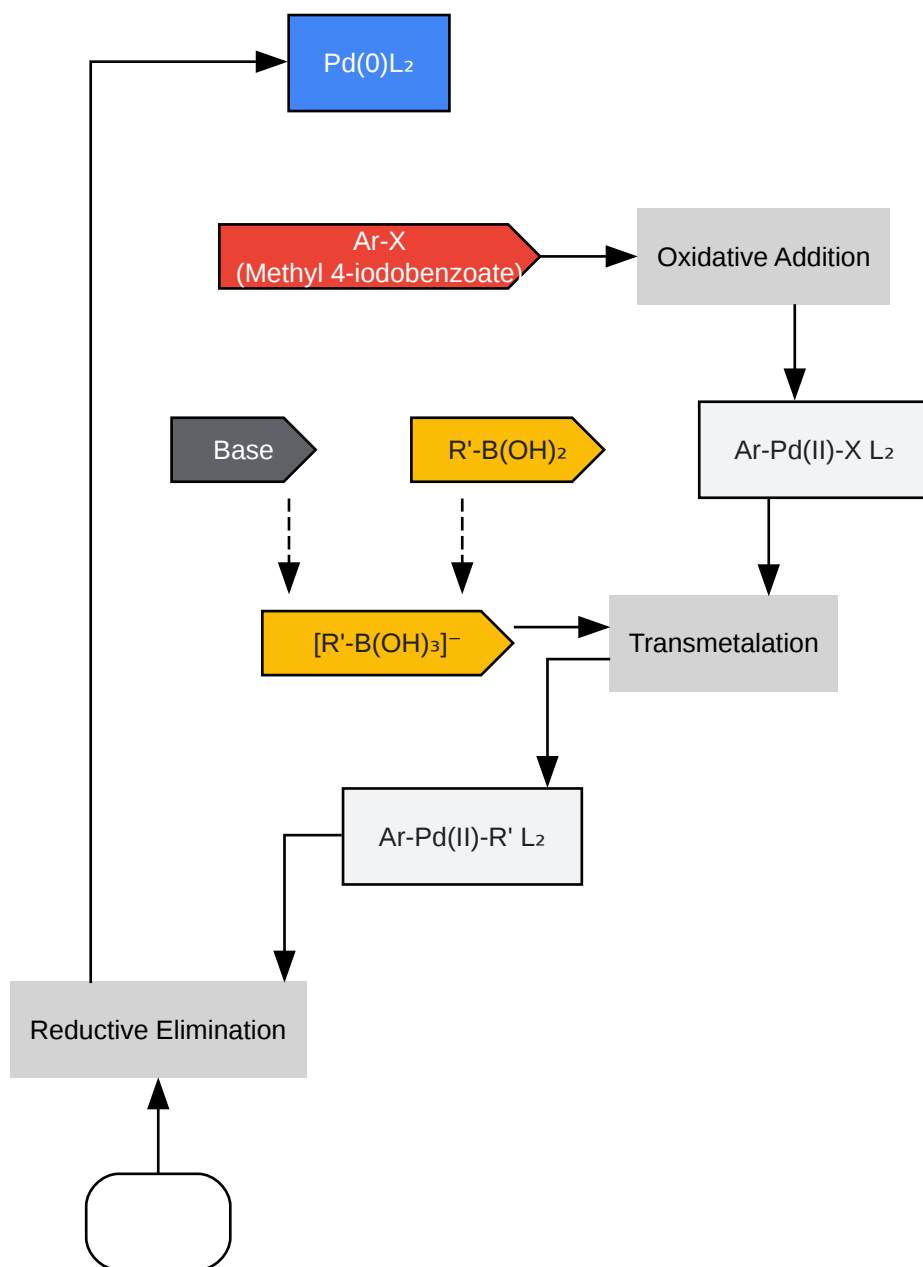 Pd(0)L₂
Ar-X
(Methyl 4-iodobenzoate)
Oxidative Addition
Base
R'-B(OH)₂
Ar-Pd(II)-X L₂
[R'-B(OH)₃]⁻
Transmetalation
Ar-Pd(II)-R' L₂
Reductive Elimination